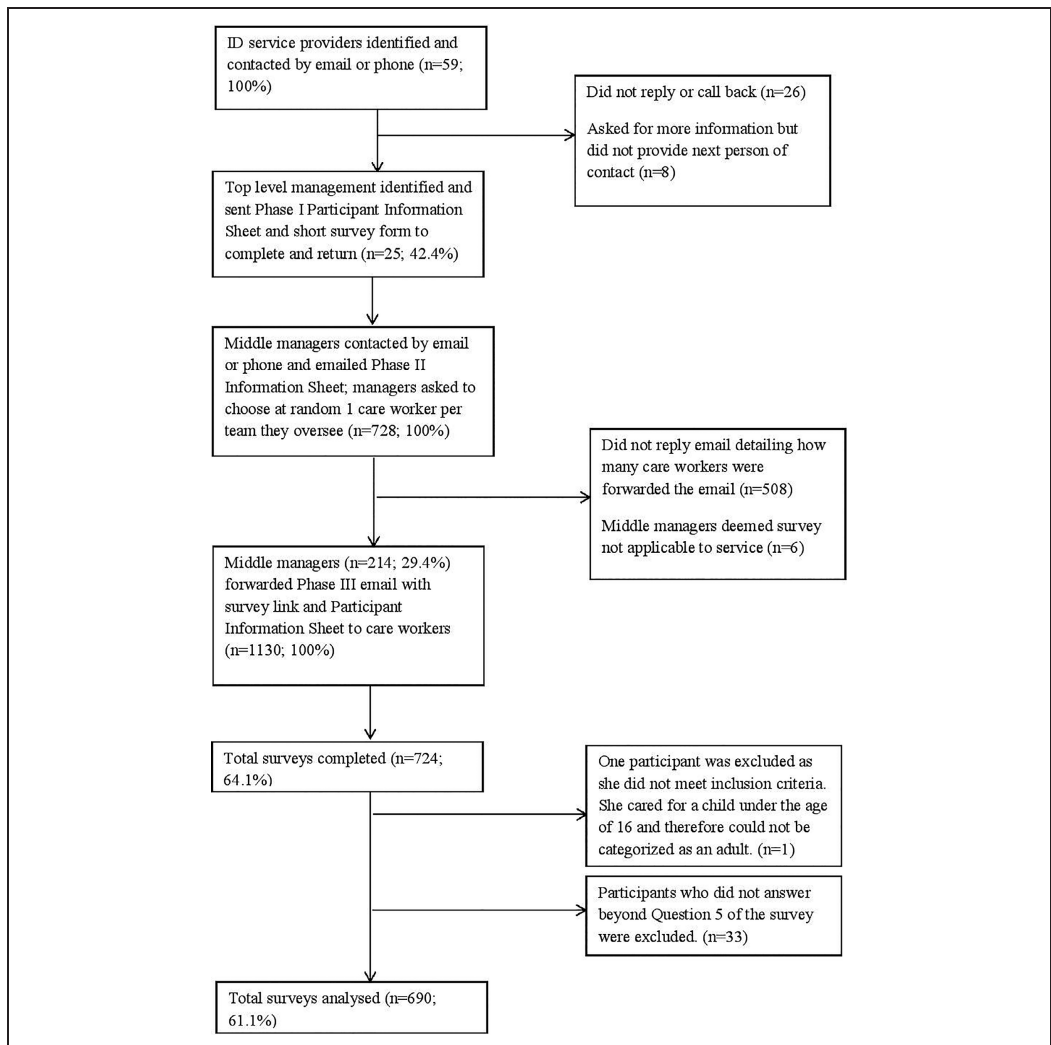 ID service providers identified and
contacted by email or phone (n=59;
100%)
Did not reply or call back (n=26)
Asked for more information but
did not provide next person of
contact (n=8)
Top level management identified and
sent Phase I Participant Information
Sheet and short survey form to
complete and return (n=25; 42.4%)
Middle managers contacted by email
or phone and emailed Phase II
Information Sheet; managers asked to
choose at random 1 care worker per
team they oversee (n=728; 100%)
Did not reply email detailing how
many care workers were
forwarded the email (n=508)
Middle managers deemed survey
not applicable to service (n=6)
Middle managers (n=214; 29.4%)
forwarded Phase III email with
survey link and Participant
Information Sheet to care workers
(n=1130; 100%)
Total surveys completed (n=724;
64.1%)
One participant was excluded as
she did not meet inclusion criteria.
She cared for a child under the age
of 16 and therefore could not be
categorized as an adult. (n=1)
Participants who did not answer
beyond Question 5 of the survey
were excluded. (n=33)
Total surveys analysed (n=690;
61.1%)